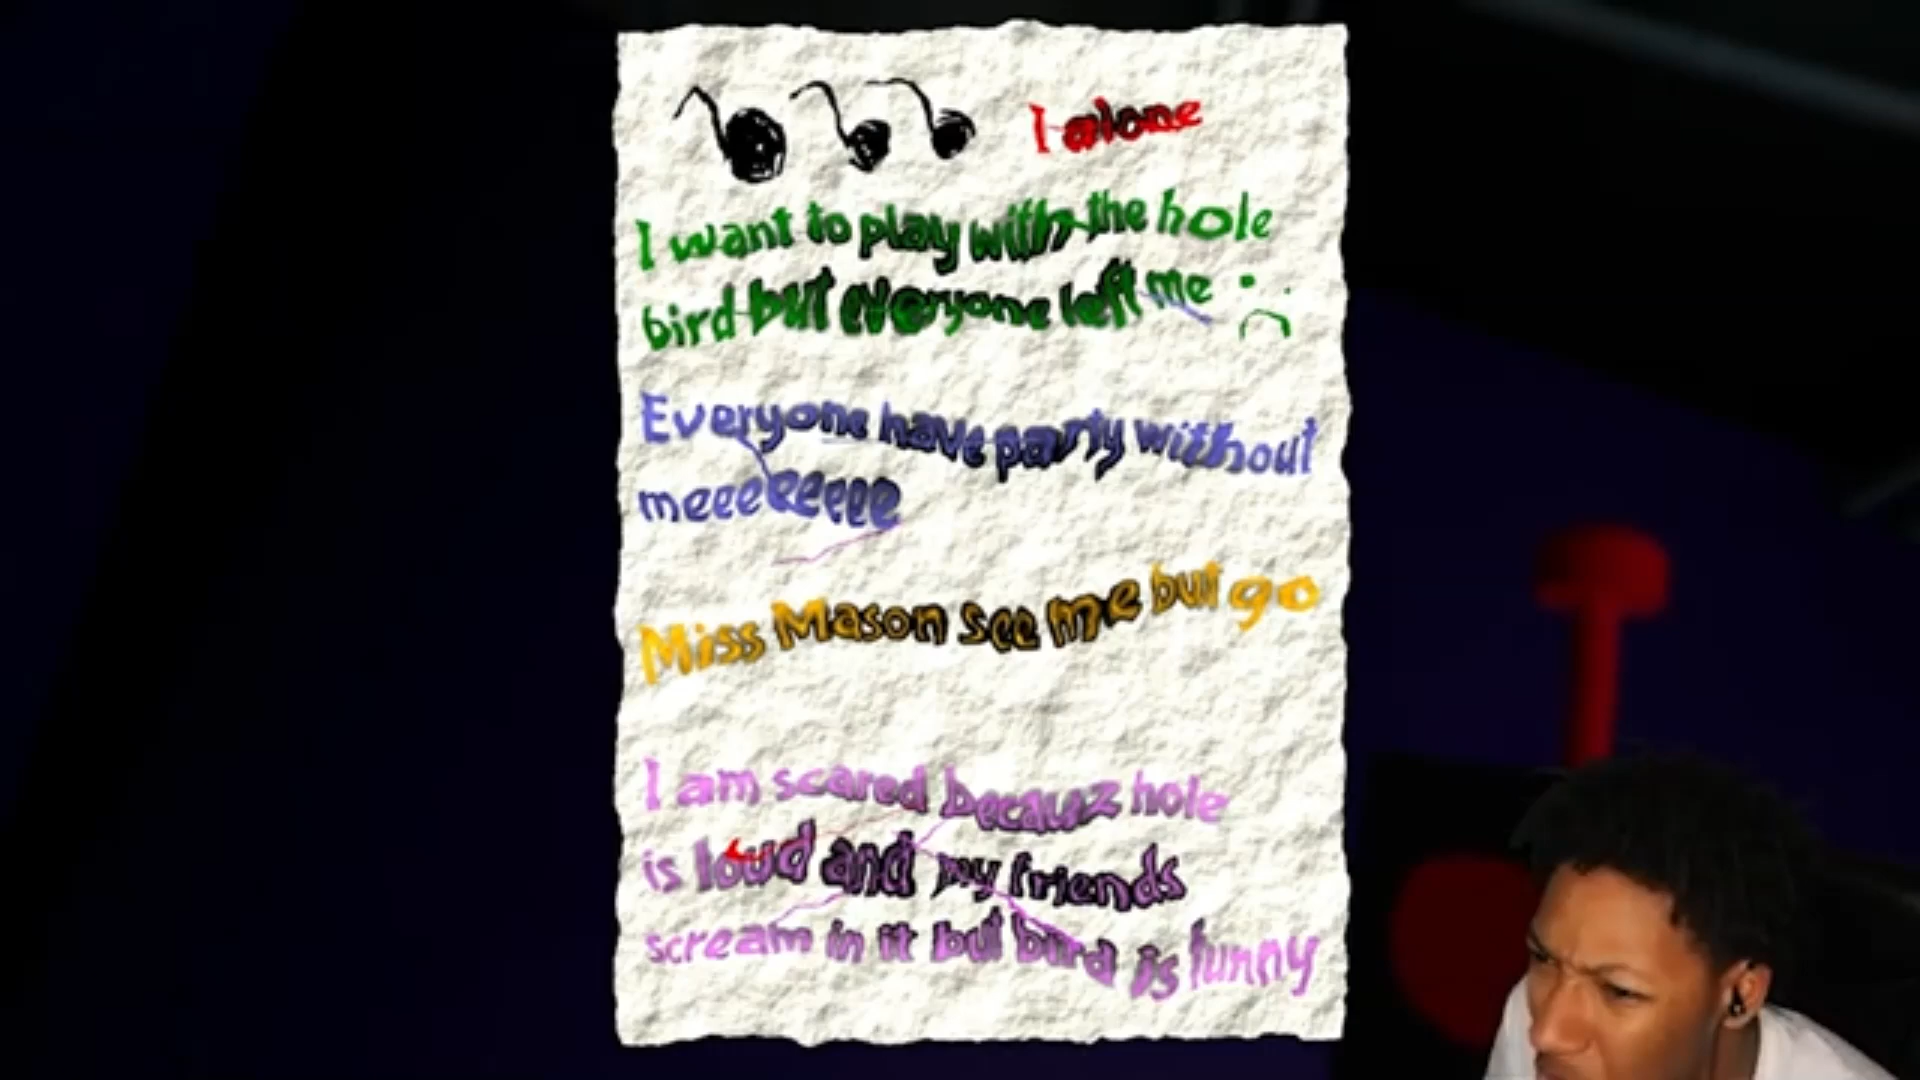 I alone
I want to play with the hole
bird but everyone left me :(
Everyone have party without
meeeeeeee
Miss Mason see me but go
I am scared becauz hole
is loud and my friends
scream in it but bird is funny